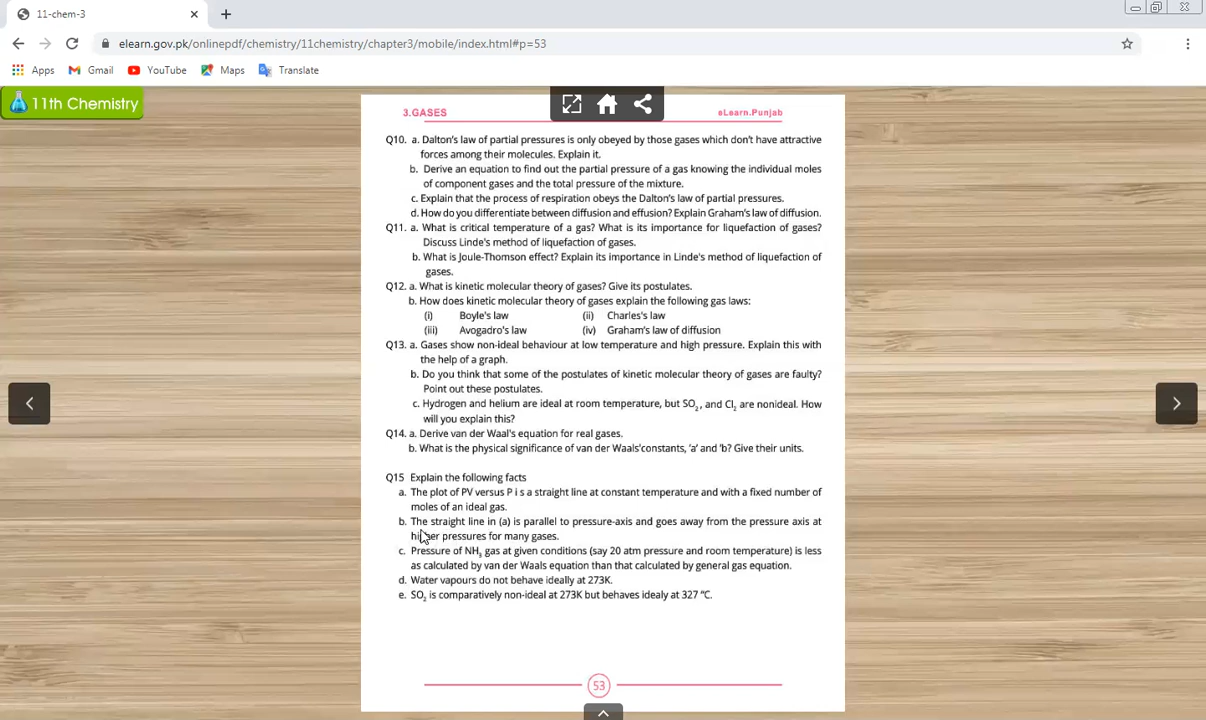 11-chem-3
elearn.gov.pk/onlinepdf/chemistry/11chemistry/chapter3/mobile/index.html#p=53
Apps Gmail YouTube Maps Translate
11th Chemistry
3.GASES eLearn.Punjab
Q10. a. Dalton's law of partial pressures is only obeyed by those gases which don't have attractive
forces among their molecules. Explain it.
b. Derive an equation to find out the partial pressure of a gas knowing the individual moles
of component gases and the total pressure of the mixture.
c. Explain that the process of respiration obeys the Dalton's law of partial pressures.
d. How do you differentiate between diffusion and effusion? Explain Graham's law of diffusion.
Q11. a. What is critical temperature of a gas? What is its importance for liquefaction of gases?
Discuss Linde's method of liquefaction of gases.
b. What is Joule-Thomson effect? Explain its importance in Linde's method of liquefaction of
gases.
Q12. a. What is kinetic molecular theory of gases? Give its postulates.
b. How does kinetic molecular theory of gases explain the following gas laws:
(i) Boyle's law (ii) Charle's law
(iii) Avogadro's law (iv) Graham's law of diffusion
Q13. a. Gases show non-ideal behaviour at low temperature and high pressure. Explain this with
the help of a graph.
b. Do you think that some of the postulates of kinetic molecular theory of gases are faulty?
Point out these postulates.
c. Hydrogen and helium are ideal at room temperature, but SO₂, and Cl₂ are nonideal. How
will you explain this?
Q14. a. Derive van der Waal's equation for real gases.
b. What is the physical significance of van der Waals'constants, 'a' and 'b? Give their units.
Q15 Explain the following facts
a. The plot of PV versus P i s a straight line at constant temperature and with a fixed number of
moles of an ideal gas.
b. The straight line in (a) is parallel to pressure-axis and goes away from the pressure axis at
higher pressures for many gases.
c. Pressure of NH₃ gas at given conditions (say 20 atm pressure and room temperature) is less
as calculated by van der Waals equation than that calculated by general gas equation.
d. Water vapours do not behave ideally at 273K.
e. SO₂ is comparatively non-ideal at 273K but behaves idealy at 327 °C.
53